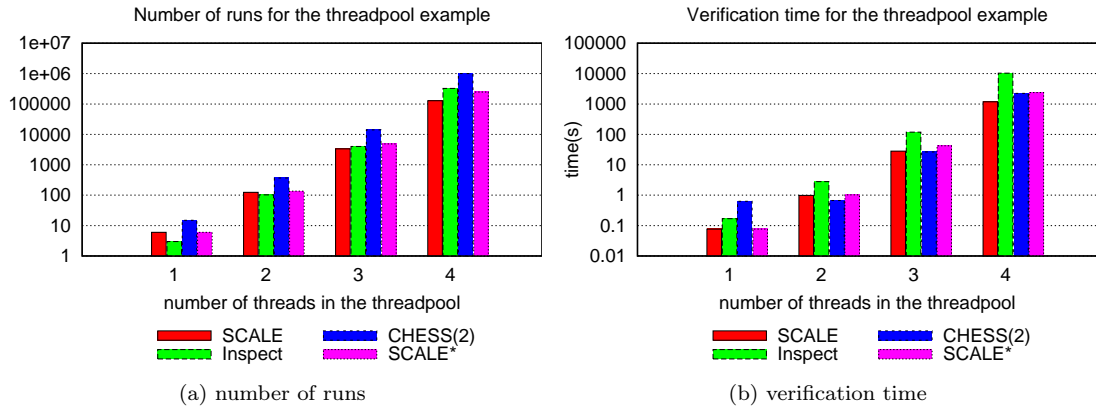 Number of runs for the threadpool example
1e+07
1e+06
100000
10000
1000
100
10
1
1 2 3 4
number of threads in the threadpool
SCALE CHESS(2)
Inspect SCALE*
(a) number of runs
Verification time for the threadpool example
time(s)
100000
10000
1000
100
10
1
0.1
0.01
1 2 3 4
number of threads in the threadpool
SCALE CHESS(2)
Inspect SCALE*
(b) verification time